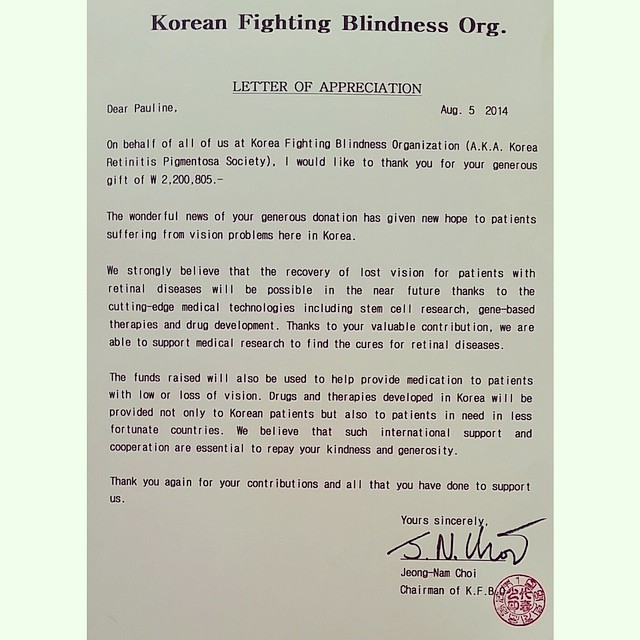 Korean Fighting Blindness Org.
LETTER OF APPRECIATION
Dear Pauline,
Aug. 5 2014
On behalf of all of us at Korea Fighting Blindness Organization (A.K.A. Korea
Retinitis Pigmentosa Society), I would like to thank you for your generous
gift of ₩ 2,200,805.-
The wonderful news of your generous donation has given new hope to patients
suffering from vision problems here in Korea.
We strongly believe that the recovery of lost vision for patients with
retinal diseases will be possible in the near future thanks to the
cutting-edge medical technologies including stem cell research, gene-based
therapies and drug development. Thanks to your valuable contribution, we are
able to support medical research to find the cures for retinal diseases.
The funds raised will also be used to help provide medication to patients
with low or loss of vision. Drugs and therapies developed in Korea will be
provided not only to Korean patients but also to patients in need in less
fortunate countries. We believe that such international support and
cooperation are essential to repay your kindness and generosity.
Thank you again for your contributions and all that you have done to support
us.
Yours sincerely,
J. N. Choi
Jeong-Nam Choi
Chairman of K.F.B.O.